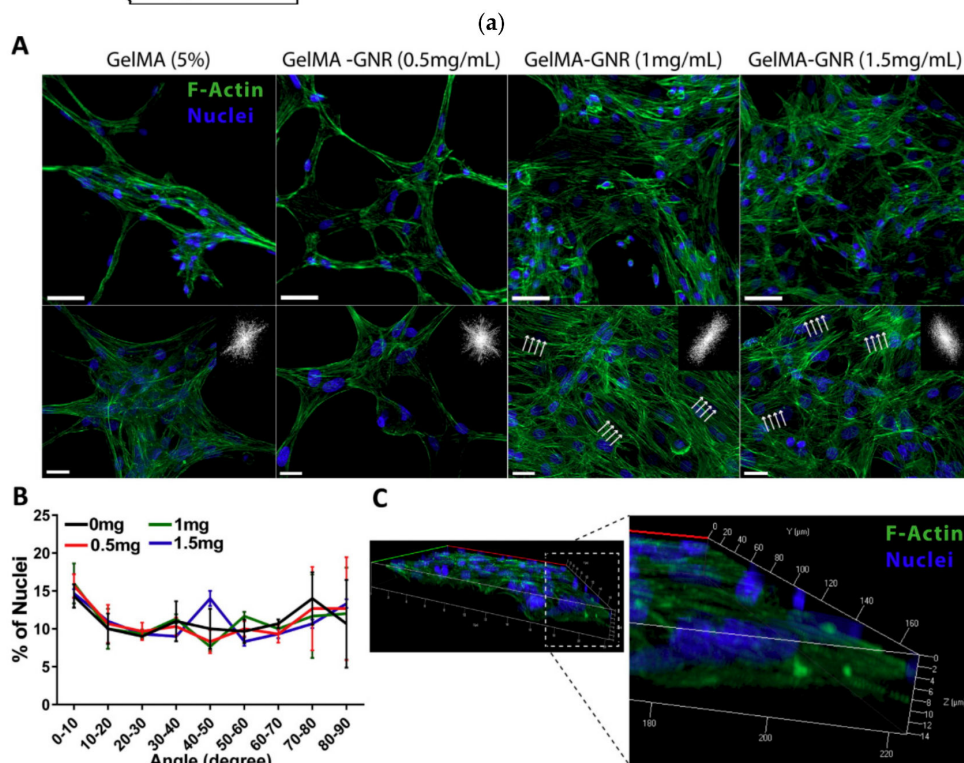 (a)
A
GelMA (5%) GelMA -GNR (0.5mg/mL) GelMA-GNR (1mg/mL) GelMA-GNR (1.5mg/mL)
F-Actin
Nuclei
B
25
20
15
10
5
0
% of Nuclei
0mg 1mg
0.5mg 1.5mg
0-10 10-20 20-30 30-40 40-50 50-60 60-70 70-80 80-90
Angle (degree)
C
F-Actin
Nuclei
0 20 40 60 80 100 120 140 160
Y (µm)
0
2
4
6
8
10
12
14
Z (µm)
180 200 220